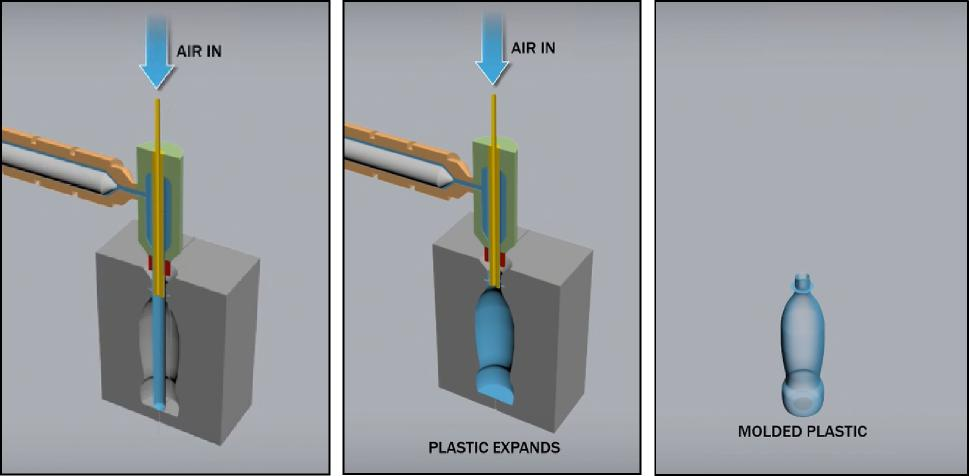 AIR IN
AIR IN
PLASTIC EXPANDS
MOLDED PLASTIC